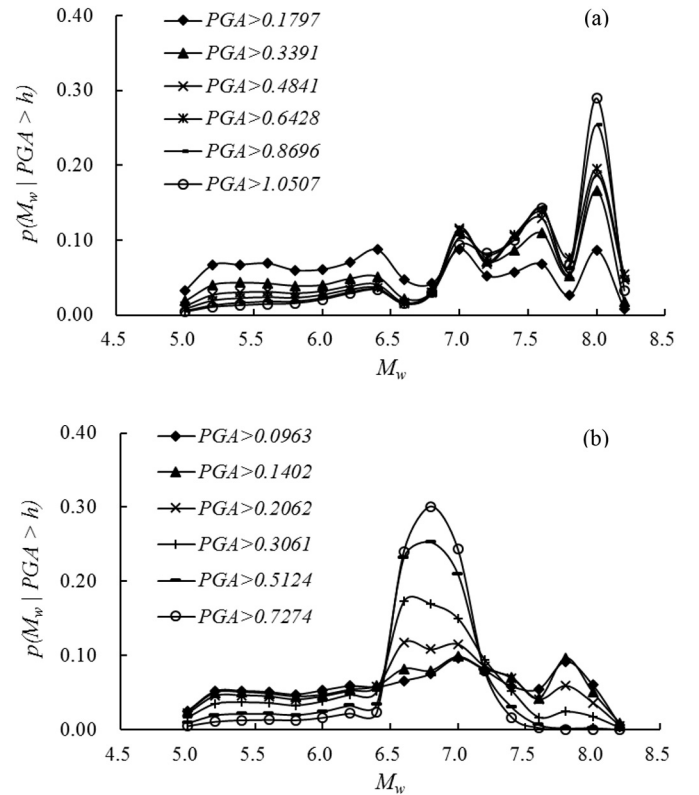 (a)
0.40
0.30
0.20
0.10
0.00
p(Mw | PGA > h)
PGA>0.1797
PGA>0.3391
PGA>0.4841
PGA>0.6428
PGA>0.8696
PGA>1.0507
4.5 5.0 5.5 6.0 6.5 7.0 7.5 8.0 8.5
Mw
(b)
0.40
0.30
0.20
0.10
0.00
p(Mw | PGA > h)
PGA>0.0963
PGA>0.1402
PGA>0.2062
PGA>0.3061
PGA>0.5124
PGA>0.7274
4.5 5.0 5.5 6.0 6.5 7.0 7.5 8.0 8.5
Mw